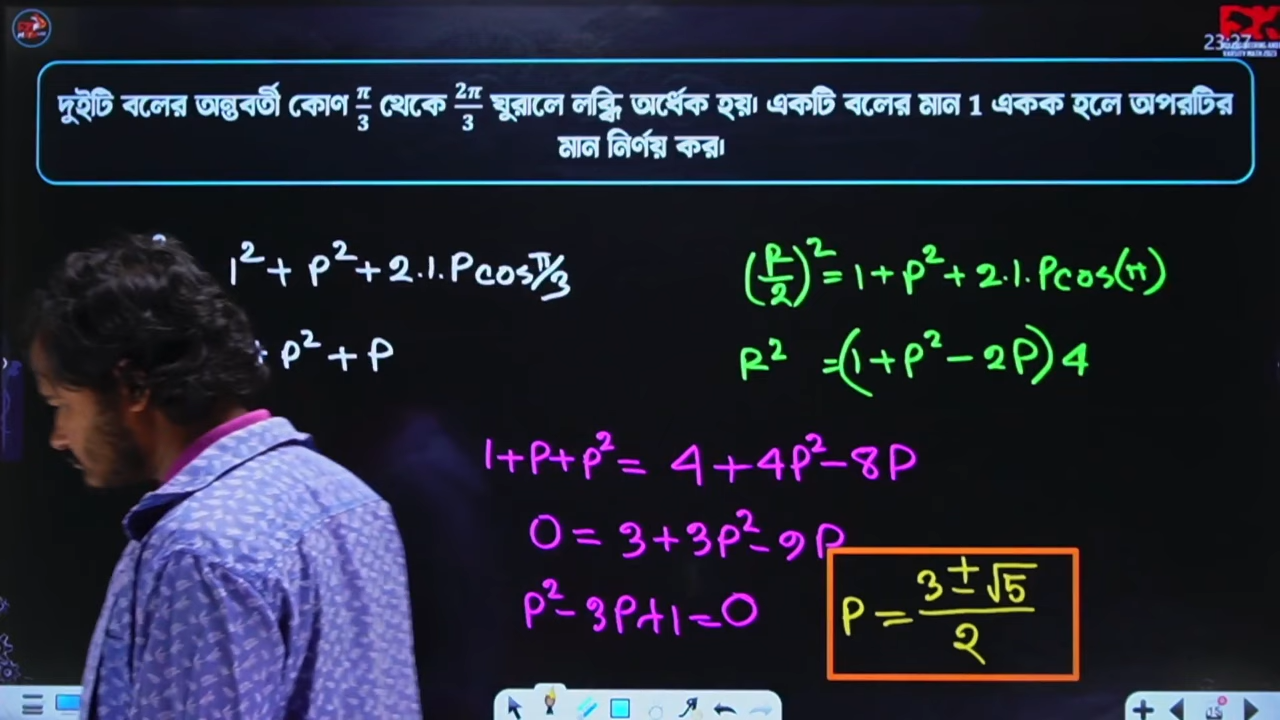 23:27
দুইটি বলের অন্তবর্তী কোণ π/3 থেকে 2π/3 ঘুরালে লব্ধি অর্ধেক হয়। একটি বলের মান 1 একক হলে অপরটির
মান নির্ণয় কর।
1² + P² + 2.1.P cos π/3
(R/2)² = 1 + P² + 2.1.P cos(π)
+ P² + P
R² = (1 + P² − 2P) 4
1 + P + P² = 4 + 4P² − 8P
0 = 3 + 3P² − 9P
P² − 3P + 1 = 0
P = (3 ± √5)/2